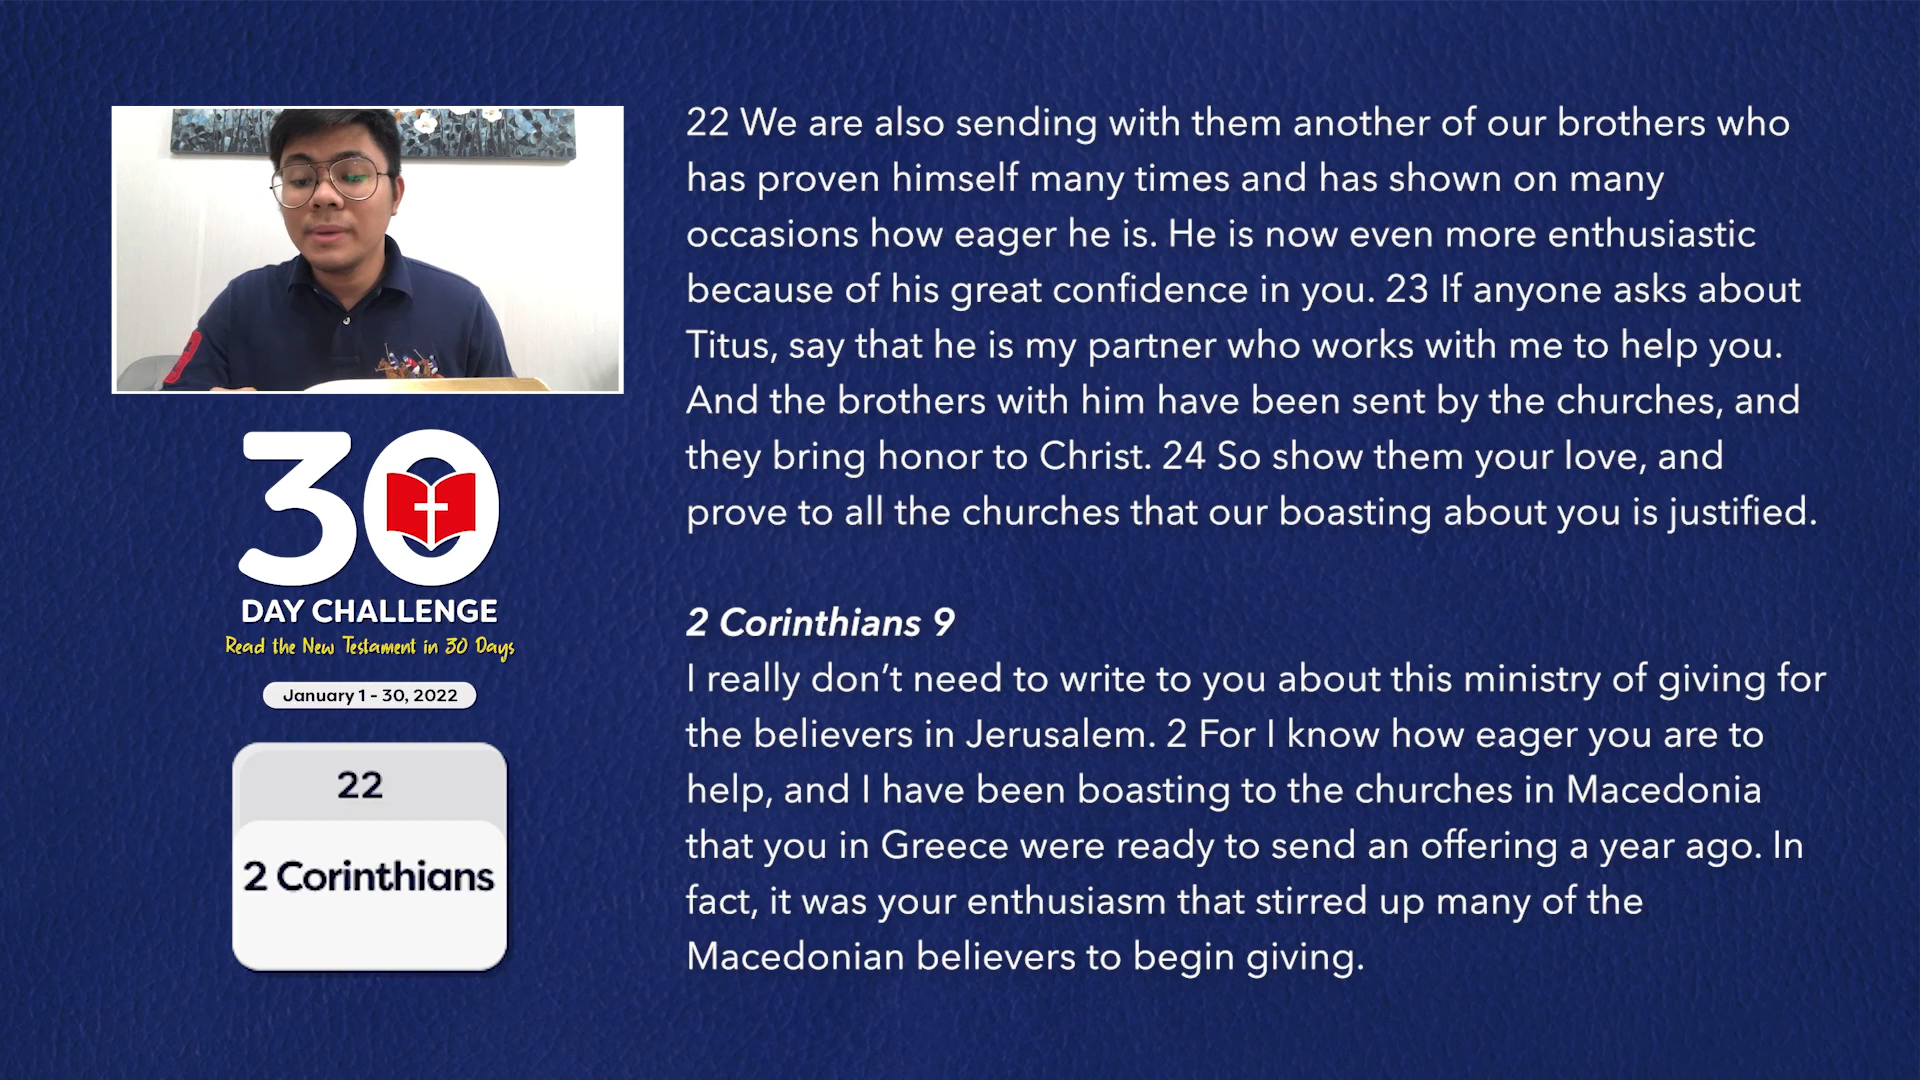 30
DAY CHALLENGE
Read the New Testament in 30 Days
January 1 - 30, 2022
22
2 Corinthians
22 We are also sending with them another of our brothers who
has proven himself many times and has shown on many
occasions how eager he is. He is now even more enthusiastic
because of his great confidence in you. 23 If anyone asks about
Titus, say that he is my partner who works with me to help you.
And the brothers with him have been sent by the churches, and
they bring honor to Christ. 24 So show them your love, and
prove to all the churches that our boasting about you is justified.
2 Corinthians 9
I really don’t need to write to you about this ministry of giving for
the believers in Jerusalem. 2 For I know how eager you are to
help, and I have been boasting to the churches in Macedonia
that you in Greece were ready to send an offering a year ago. In
fact, it was your enthusiasm that stirred up many of the
Macedonian believers to begin giving.